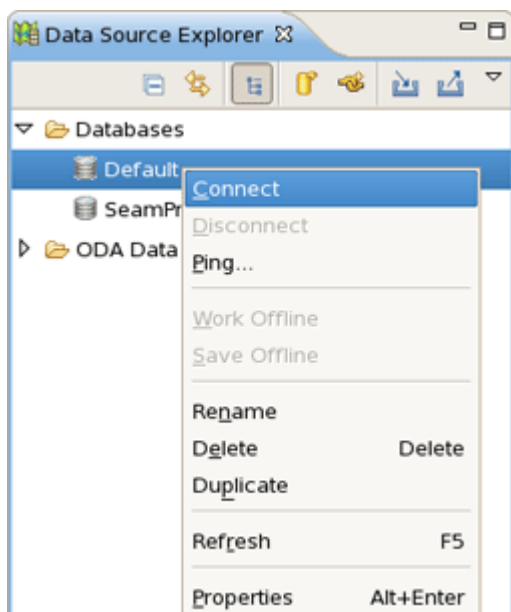 Data Source Explorer
Databases
Default
SeamPr
ODA Data
Connect
Disconnect
Ping...
Work Offline
Save Offline
Rename
Delete Delete
Duplicate
Refresh F5
Properties Alt+Enter